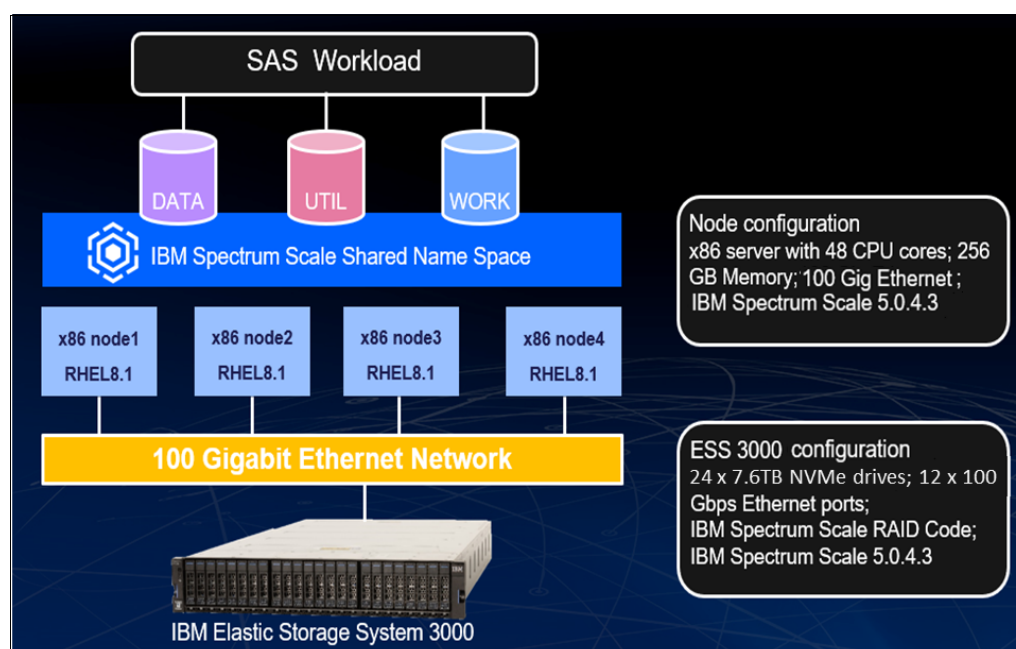 SAS Workload
DATA
UTIL
WORK
IBM Spectrum Scale Shared Name Space
x86 node1
RHEL8.1
x86 node2
RHEL8.1
x86 node3
RHEL8.1
x86 node4
RHEL8.1
100 Gigabit Ethernet Network
IBM Elastic Storage System 3000
Node configuration
x86 server with 48 CPU cores; 256
GB Memory; 100 Gig Ethernet ;
IBM Spectrum Scale 5.0.4.3
ESS 3000 configuration
24 x 7.6TB NVMe drives; 12 x 100
Gbps Ethernet ports;
IBM Spectrum Scale RAID Code;
IBM Spectrum Scale 5.0.4.3